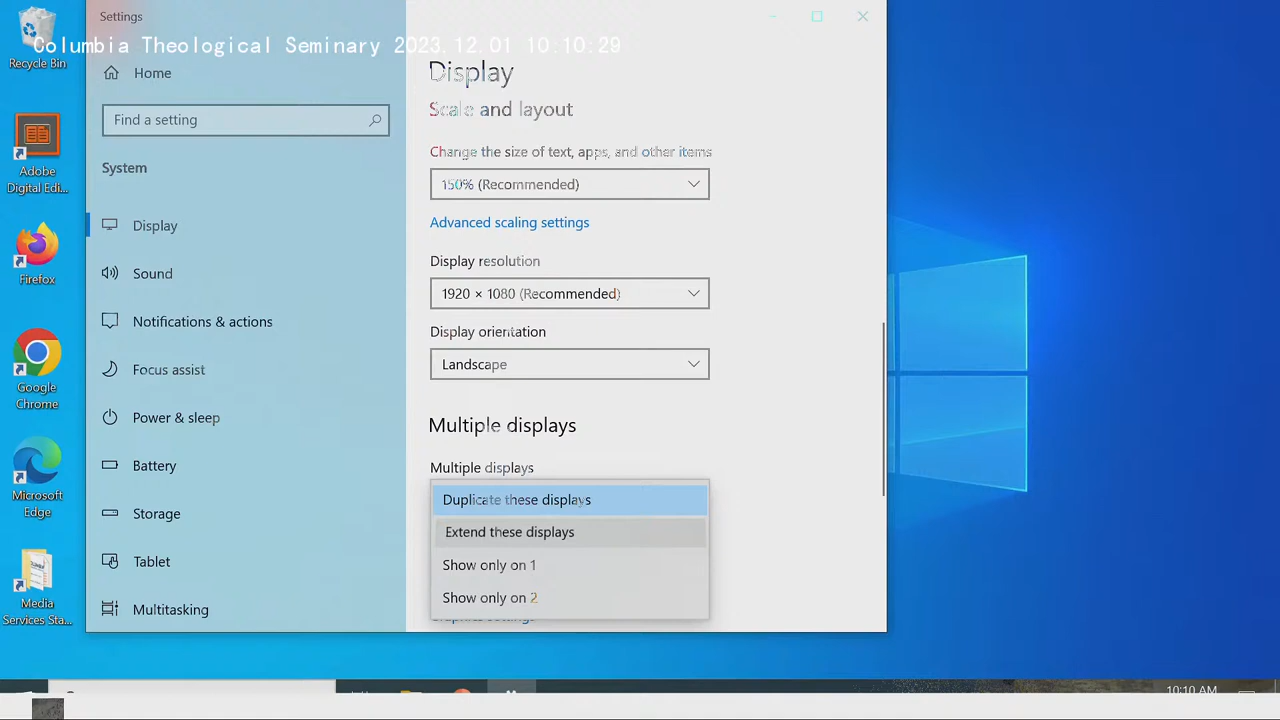 Settings
Columbia Theological Seminary 2023.12.01 10:10:29
Recycle Bin
Home
Find a setting
System
Display
Sound
Notifications & actions
Focus assist
Power & sleep
Battery
Storage
Tablet
Multitasking
Display
Scale and layout
Change the size of text, apps, and other items
150% (Recommended)
Advanced scaling settings
Display resolution
1920 × 1080 (Recommended)
Display orientation
Landscape
Multiple displays
Multiple displays
Duplicate these displays
Extend these displays
Show only on 1
Show only on 2
Graphics settings
Adobe
Digital Edi...
Firefox
Google
Chrome
Microsoft
Edge
Media
Services Sta...
10:10 AM